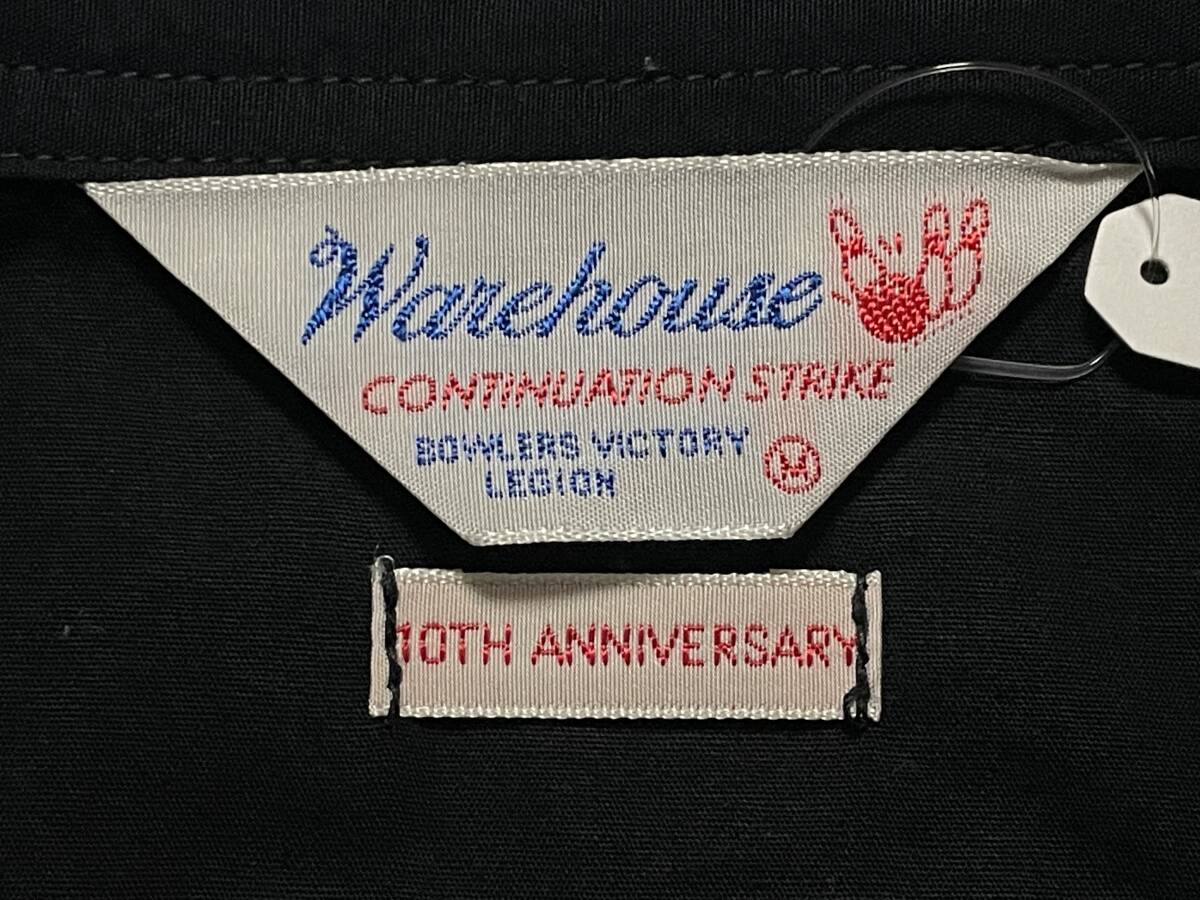 Warehouse
CONTINUATION STRIKE
BOWLERS VICTORY
LEGION
M
10TH ANNIVERSARY